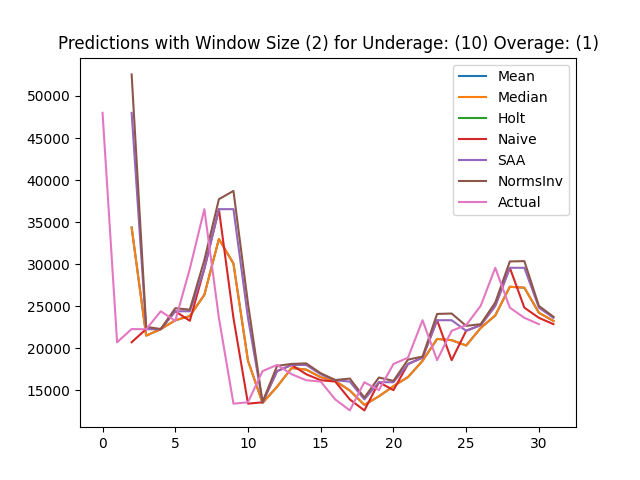 Predictions with Window Size (2) for Underage: (10) Overage: (1)
Mean
Median
Holt
Naive
SAA
NormsInv
Actual
50000
45000
40000
35000
30000
25000
20000
15000
0 5 10 15 20 25 30